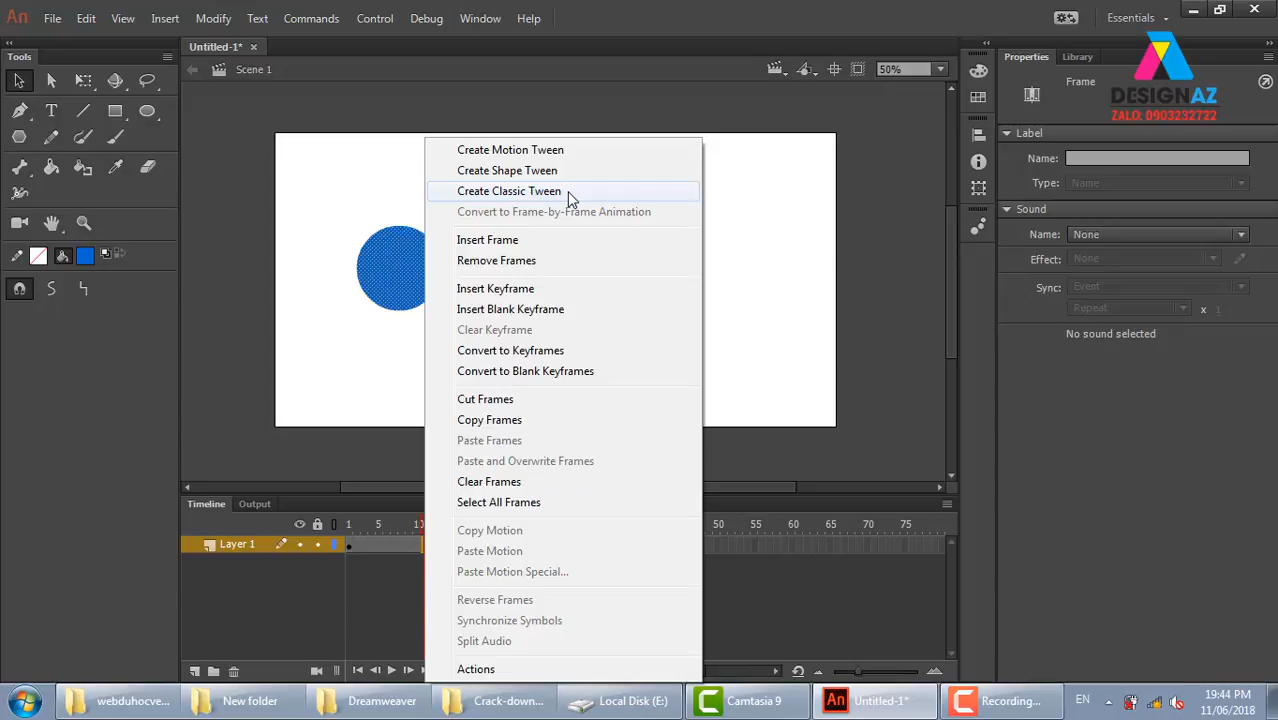 An File Edit View Insert Modify Text Commands Control Debug Window Help Essentials
Tools Untitled-1* Properties Library
Scene 1 50%
Frame
DESIGNAZ
ZALO: 0903232722
Label
Name:
Type: Name
Sound
Name: None
Effect: None
Sync: Event
Repeat x 1
No sound selected
Create Motion Tween
Create Shape Tween
Create Classic Tween
Convert to Frame-by-Frame Animation
Insert Frame
Remove Frames
Insert Keyframe
Insert Blank Keyframe
Clear Keyframe
Convert to Keyframes
Convert to Blank Keyframes
Cut Frames
Copy Frames
Paste Frames
Paste and Overwrite Frames
Clear Frames
Select All Frames
Copy Motion
Paste Motion
Paste Motion Special...
Reverse Frames
Synchronize Symbols
Split Audio
Actions
Timeline Output
1 5 10 50 55 60 65 70 75
Layer 1
webdahocve... New folder Dreamweaver Crack-down... Local Disk (E:) Camtasia 9 An Untitled-1* Recording... EN 19:44 PM
11/06/2018